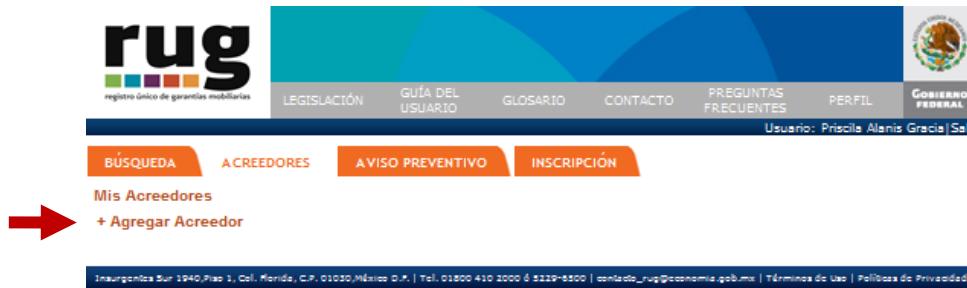 rug
registro único de garantías mobiliarias
LEGISLACIÓN
GUÍA DEL
USUARIO
GLOSARIO
CONTACTO
PREGUNTAS
FRECUENTES
PERFIL
GOBIERNO
FEDERAL
Usuario: Priscila Alanis Gracia|Sa
BÚSQUEDA
ACREEDORES
AVISO PREVENTIVO
INSCRIPCIÓN
Mis Acreedores
+ Agregar Acreedor
Insurgentes Sur 1940,Piso 1, Col. Florida, C.P. 01030,México D.F. | Tel. 01800 410 2000 ó 5229-6500 | contacto_rug@economia.gob.mx | Términos de Uso | Políticas de Privacidad